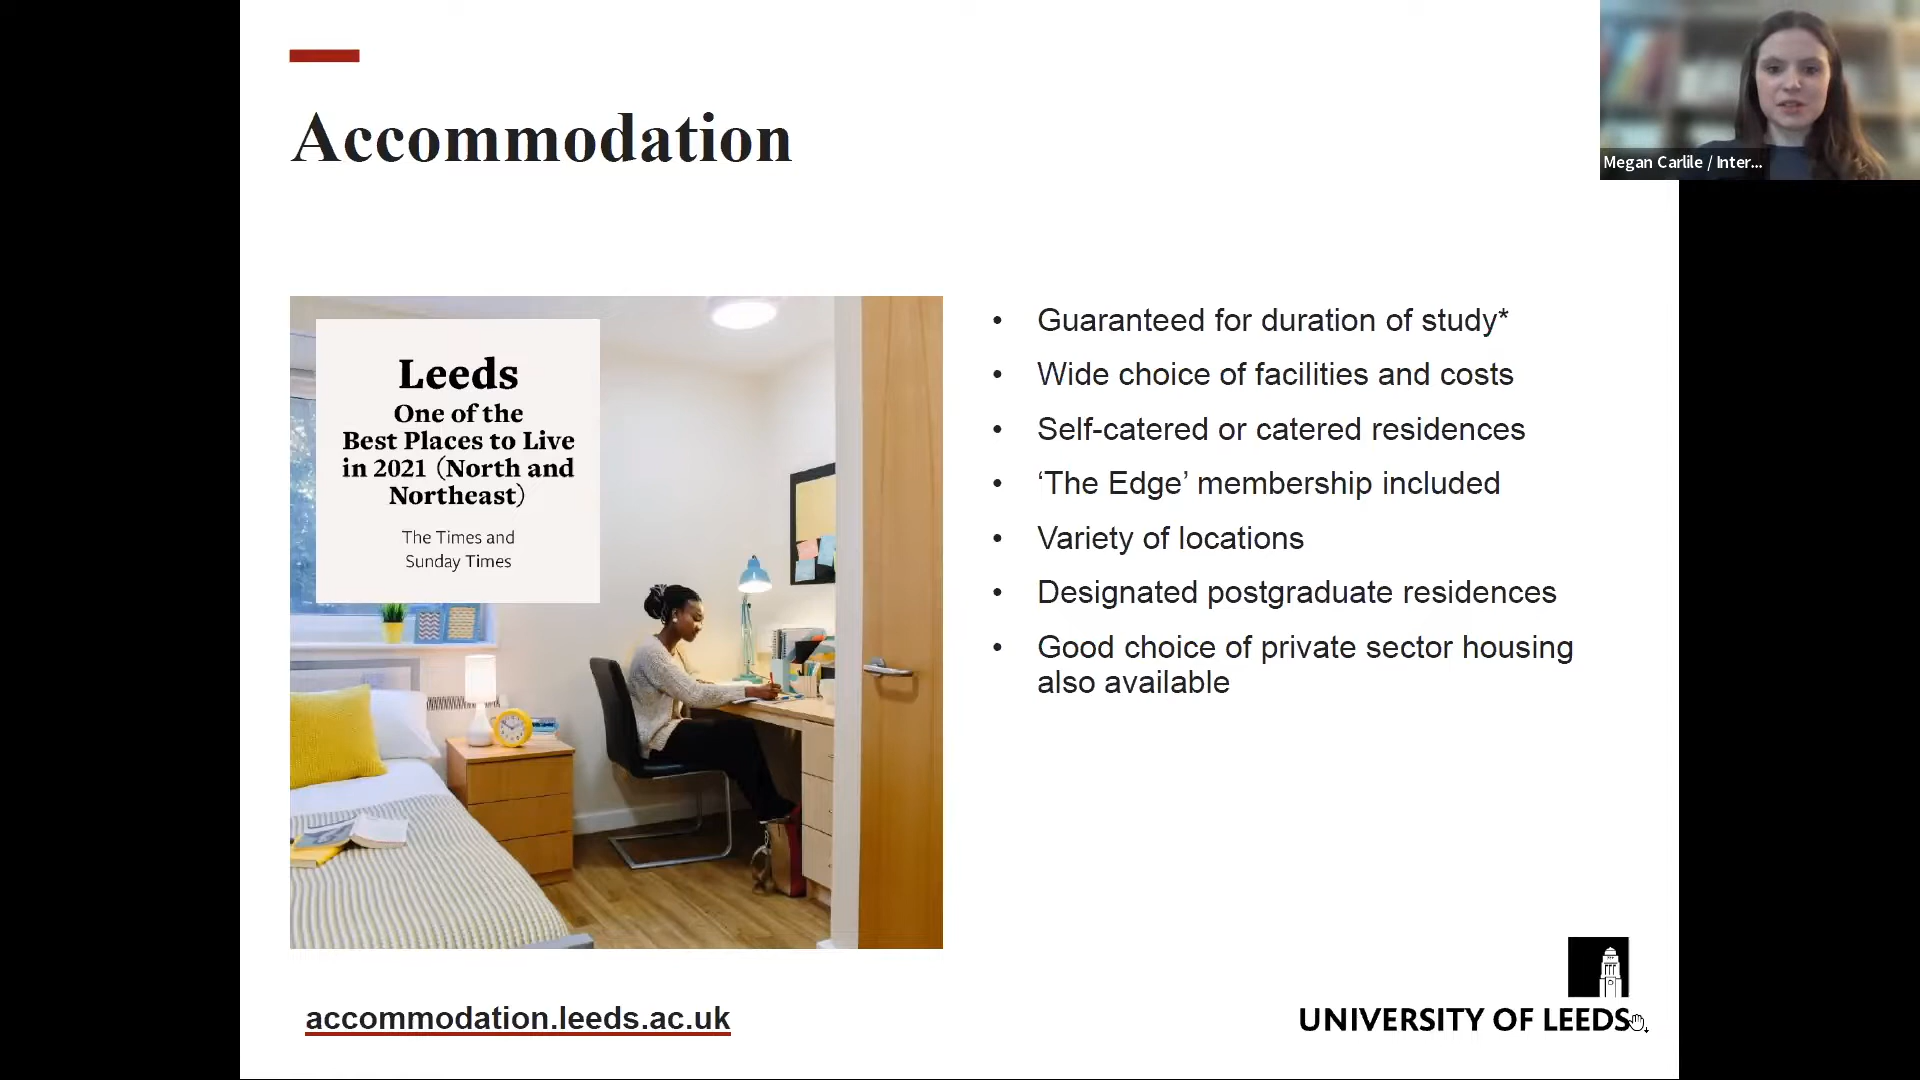 Accommodation
Megan Carlile / Inter...
Leeds
One of the
Best Places to Live
in 2021 (North and
Northeast)
The Times and
Sunday Times
• Guaranteed for duration of study*
• Wide choice of facilities and costs
• Self-catered or catered residences
• ‘The Edge’ membership included
• Variety of locations
• Designated postgraduate residences
• Good choice of private sector housing
also available
accommodation.leeds.ac.uk
UNIVERSITY OF LEEDS